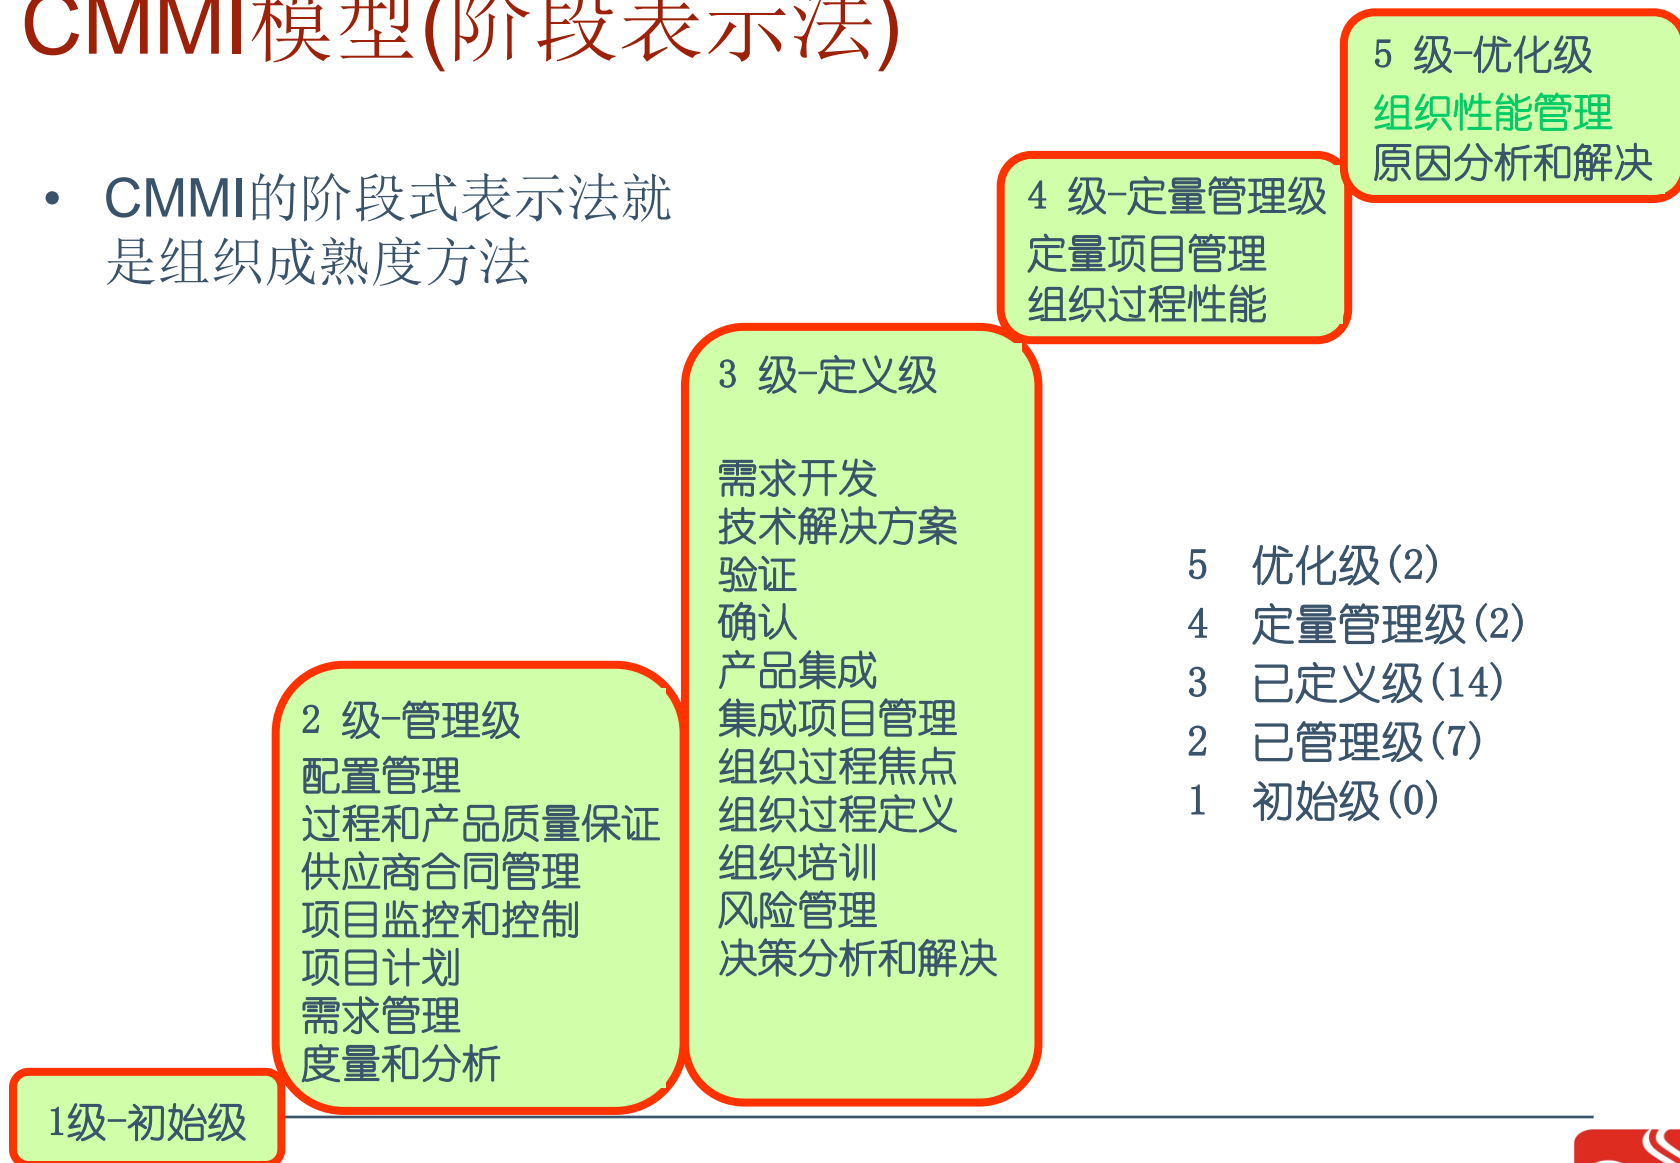 CMMI模型(阶段表示法)
• CMMI的阶段式表示法就
是组织成熟度方法
5 级-优化级
组织性能管理
原因分析和解决
4 级-定量管理级
定量项目管理
组织过程性能
3 级-定义级
需求开发
技术解决方案
验证
确认
产品集成
集成项目管理
组织过程焦点
组织过程定义
组织培训
风险管理
决策分析和解决
2 级-管理级
配置管理
过程和产品质量保证
供应商合同管理
项目监控和控制
项目计划
需求管理
度量和分析
1级-初始级
5 优化级(2)
4 定量管理级(2)
3 已定义级(14)
2 已管理级(7)
1 初始级(0)